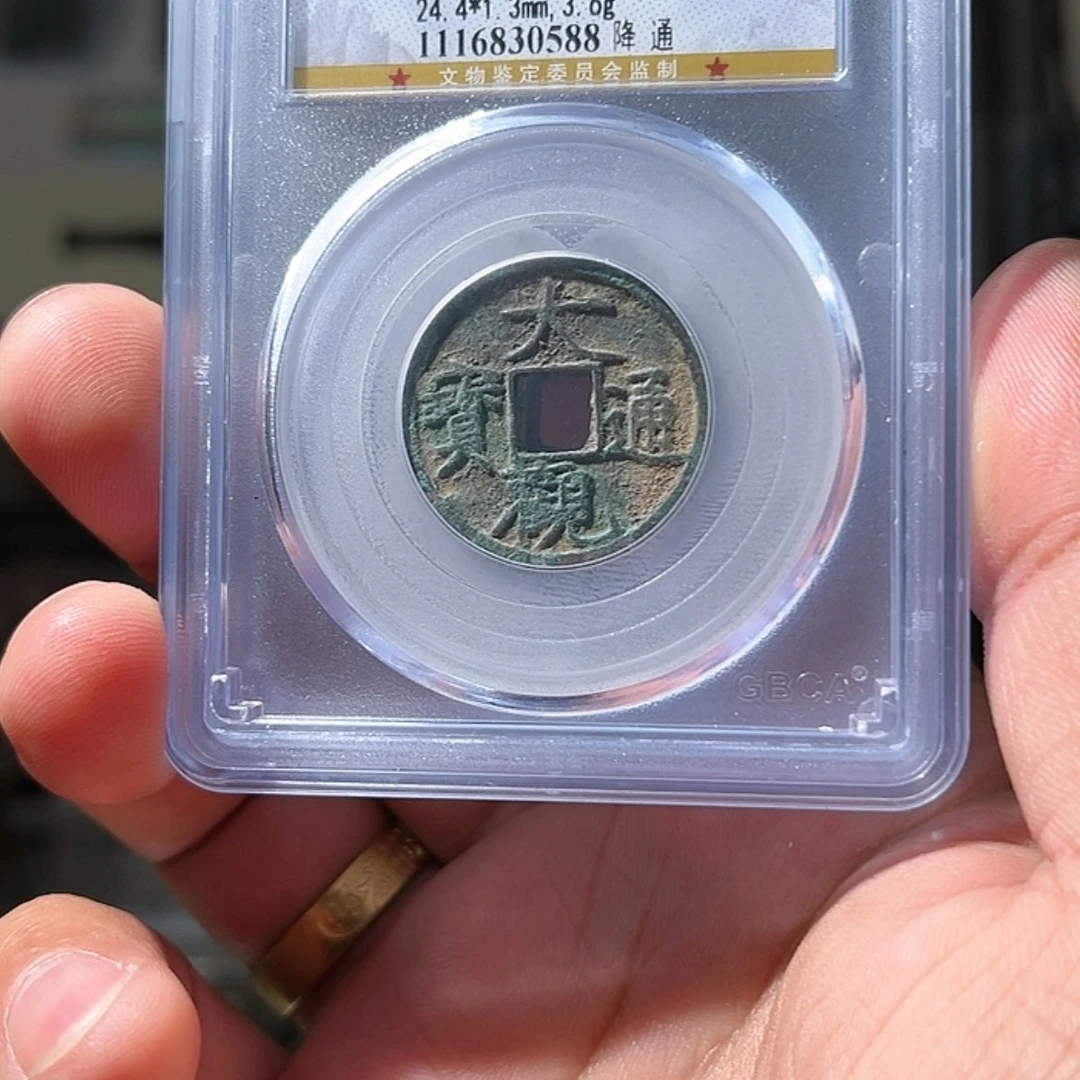 24.4*1.3mm,3.6g
1116830588 降通
文物鉴定委员会监制
大
寳 通
觀
GBCA®